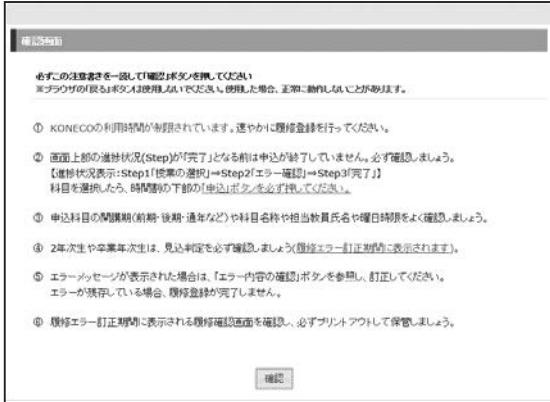 確認画面
必ずこの注意書きを一読して「確認」ボタンを押してください
※ブラウザの「戻る」ボタンは使用しないでください。使用した場合、正常に動作しないことがあります。
① KONECOの利用時間が制限されています。速やかに履修登録を行ってください。
② 画面上部の進捗状況(Step)が「完了」となる前は申込が終了していません。必ず確認しましょう。
【進捗状況表示:Step1「授業の選択」⇒Step2「エラー確認」⇒Step3「完了」】
科目を選択したら、時間割の下部の「申込」ボタンを必ず押してください。
③ 申込科目の開講期(前期・後期・通年など)や科目名称や担当教員氏名や曜日時限をよく確認しましょう。
④ 2年次生や卒業年次生は、見込判定を必ず確認しましょう(履修エラー訂正期間に表示されます)。
⑤ エラーメッセージが表示された場合は、「エラー内容の確認」ボタンを参照し、訂正してください。
エラーが残存している場合、履修登録が完了しません。
⑥ 履修エラー訂正期間に表示される履修確認画面を確認し、必ずプリントアウトして保管しましょう。
確認